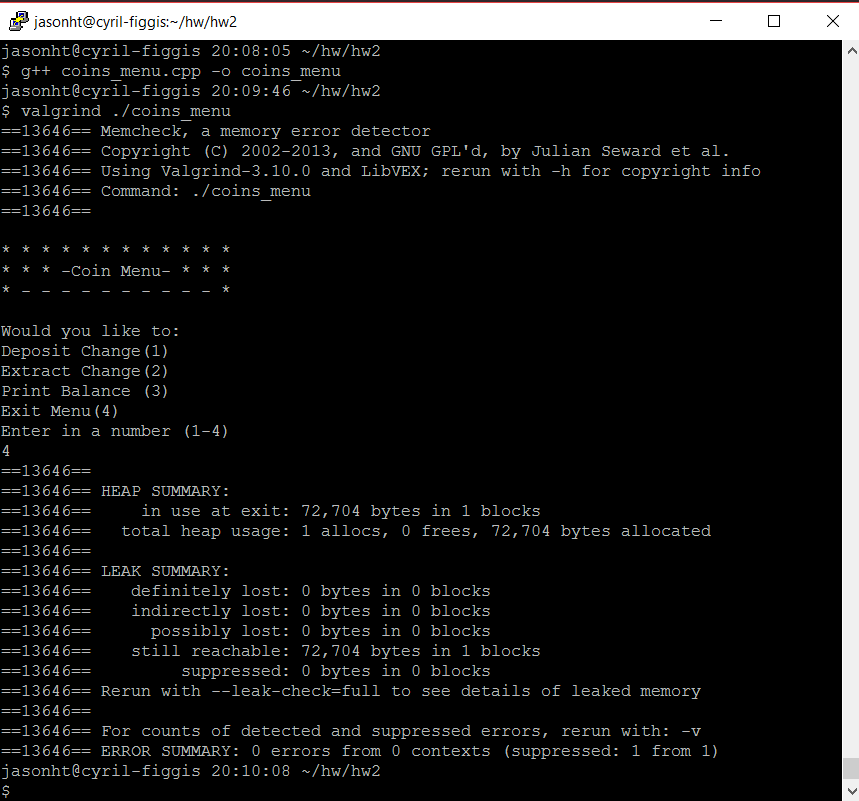 jasonht@cyril-figgis:~/hw/hw2
jasonht@cyril-figgis 20:08:05 ~/hw/hw2
$ g++ coins_menu.cpp -o coins_menu
jasonht@cyril-figgis 20:09:46 ~/hw/hw2
$ valgrind ./coins_menu
==13646== Memcheck, a memory error detector
==13646== Copyright (C) 2002-2013, and GNU GPL'd, by Julian Seward et al.
==13646== Using Valgrind-3.10.0 and LibVEX; rerun with -h for copyright info
==13646== Command: ./coins_menu
==13646==
* * * * * * * * * * * *
* * * -Coin Menu- * * *
* - - - - - - - - - - *
Would you like to:
Deposit Change(1)
Extract Change(2)
Print Balance (3)
Exit Menu(4)
Enter in a number (1-4)
4
==13646==
==13646== HEAP SUMMARY:
==13646==     in use at exit: 72,704 bytes in 1 blocks
==13646==   total heap usage: 1 allocs, 0 frees, 72,704 bytes allocated
==13646==
==13646== LEAK SUMMARY:
==13646==    definitely lost: 0 bytes in 0 blocks
==13646==    indirectly lost: 0 bytes in 0 blocks
==13646==      possibly lost: 0 bytes in 0 blocks
==13646==    still reachable: 72,704 bytes in 1 blocks
==13646==         suppressed: 0 bytes in 0 blocks
==13646== Rerun with --leak-check=full to see details of leaked memory
==13646==
==13646== For counts of detected and suppressed errors, rerun with: -v
==13646== ERROR SUMMARY: 0 errors from 0 contexts (suppressed: 1 from 1)
jasonht@cyril-figgis 20:10:08 ~/hw/hw2
$